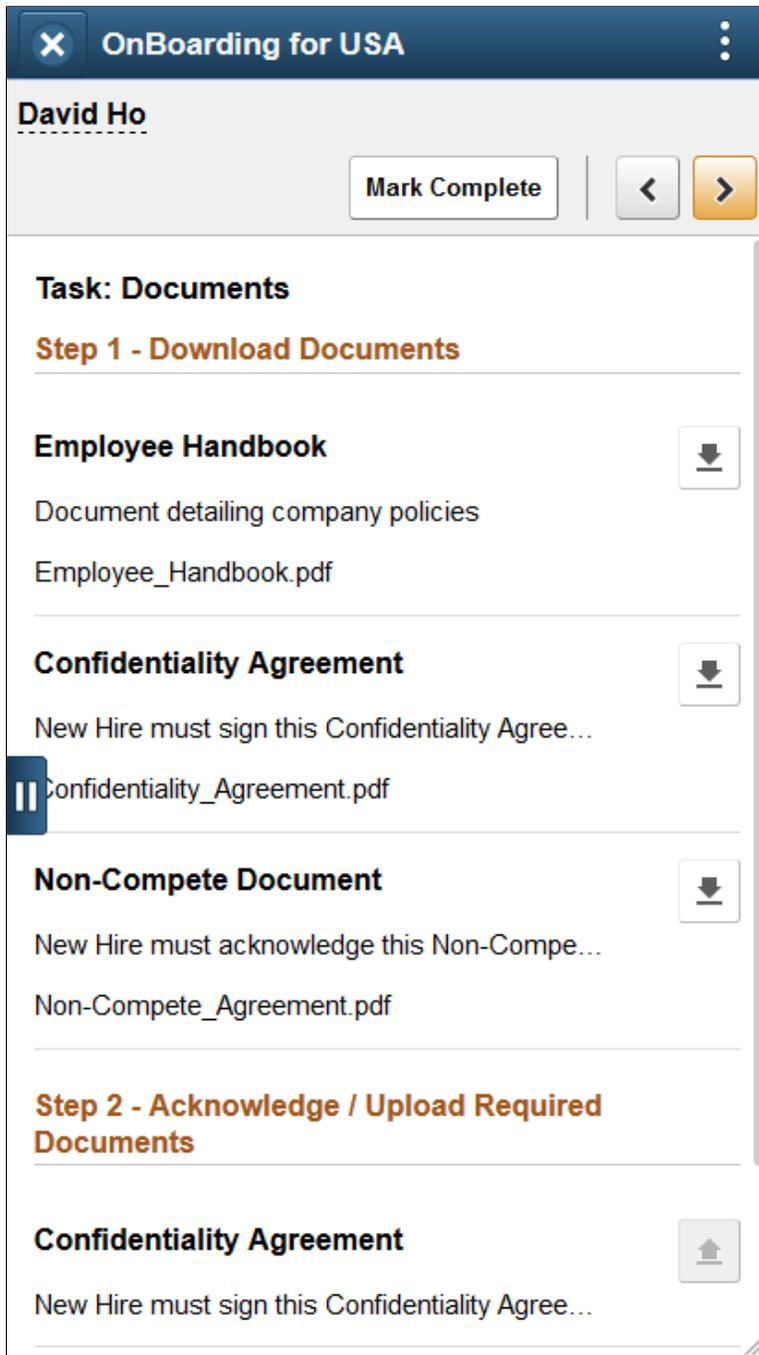 OnBoarding for USA
David Ho
Mark Complete
Task: Documents
Step 1 - Download Documents
Employee Handbook
Document detailing company policies
Employee_Handbook.pdf
Confidentiality Agreement
New Hire must sign this Confidentiality Agree...
Confidentiality_Agreement.pdf
Non-Compete Document
New Hire must acknowledge this Non-Compe...
Non-Compete_Agreement.pdf
Step 2 - Acknowledge / Upload Required
Documents
Confidentiality Agreement
New Hire must sign this Confidentiality Agree...